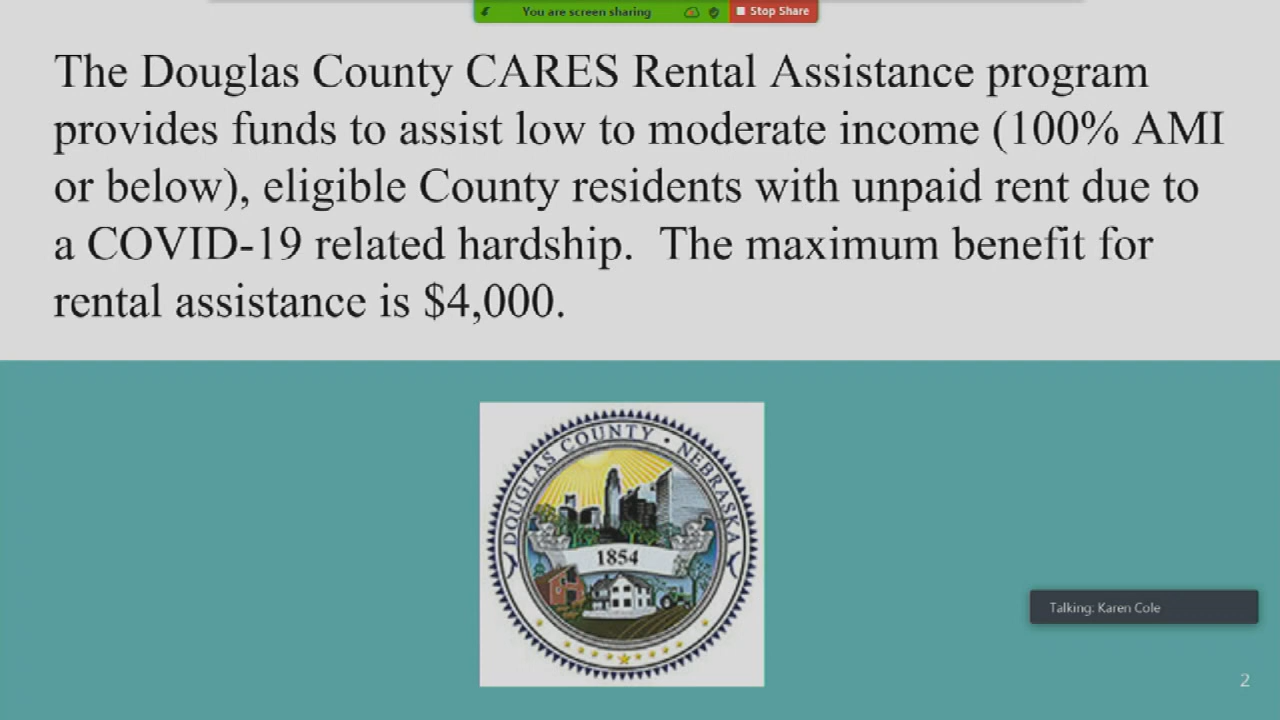 You are screen sharing
Stop Share
The Douglas County CARES Rental Assistance program
provides funds to assist low to moderate income (100% AMI
or below), eligible County residents with unpaid rent due to
a COVID-19 related hardship.  The maximum benefit for
rental assistance is $4,000.
DOUGLAS COUNTY • NEBRASKA
1854
Talking: Karen Cole
2